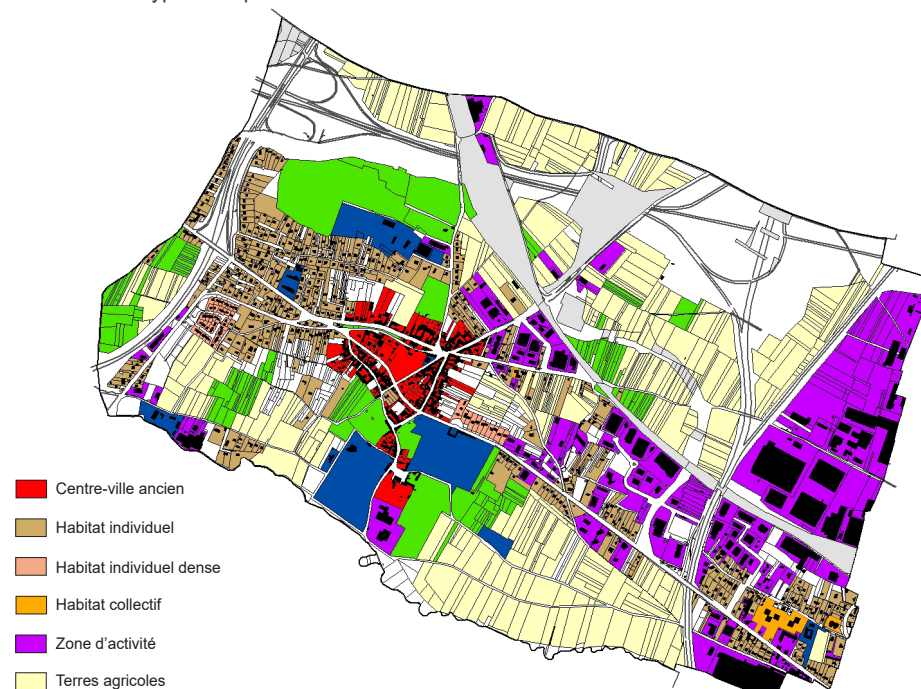 Centre-ville ancien
Habitat individuel
Habitat individuel dense
Habitat collectif
Zone d'activité
Terres agricoles